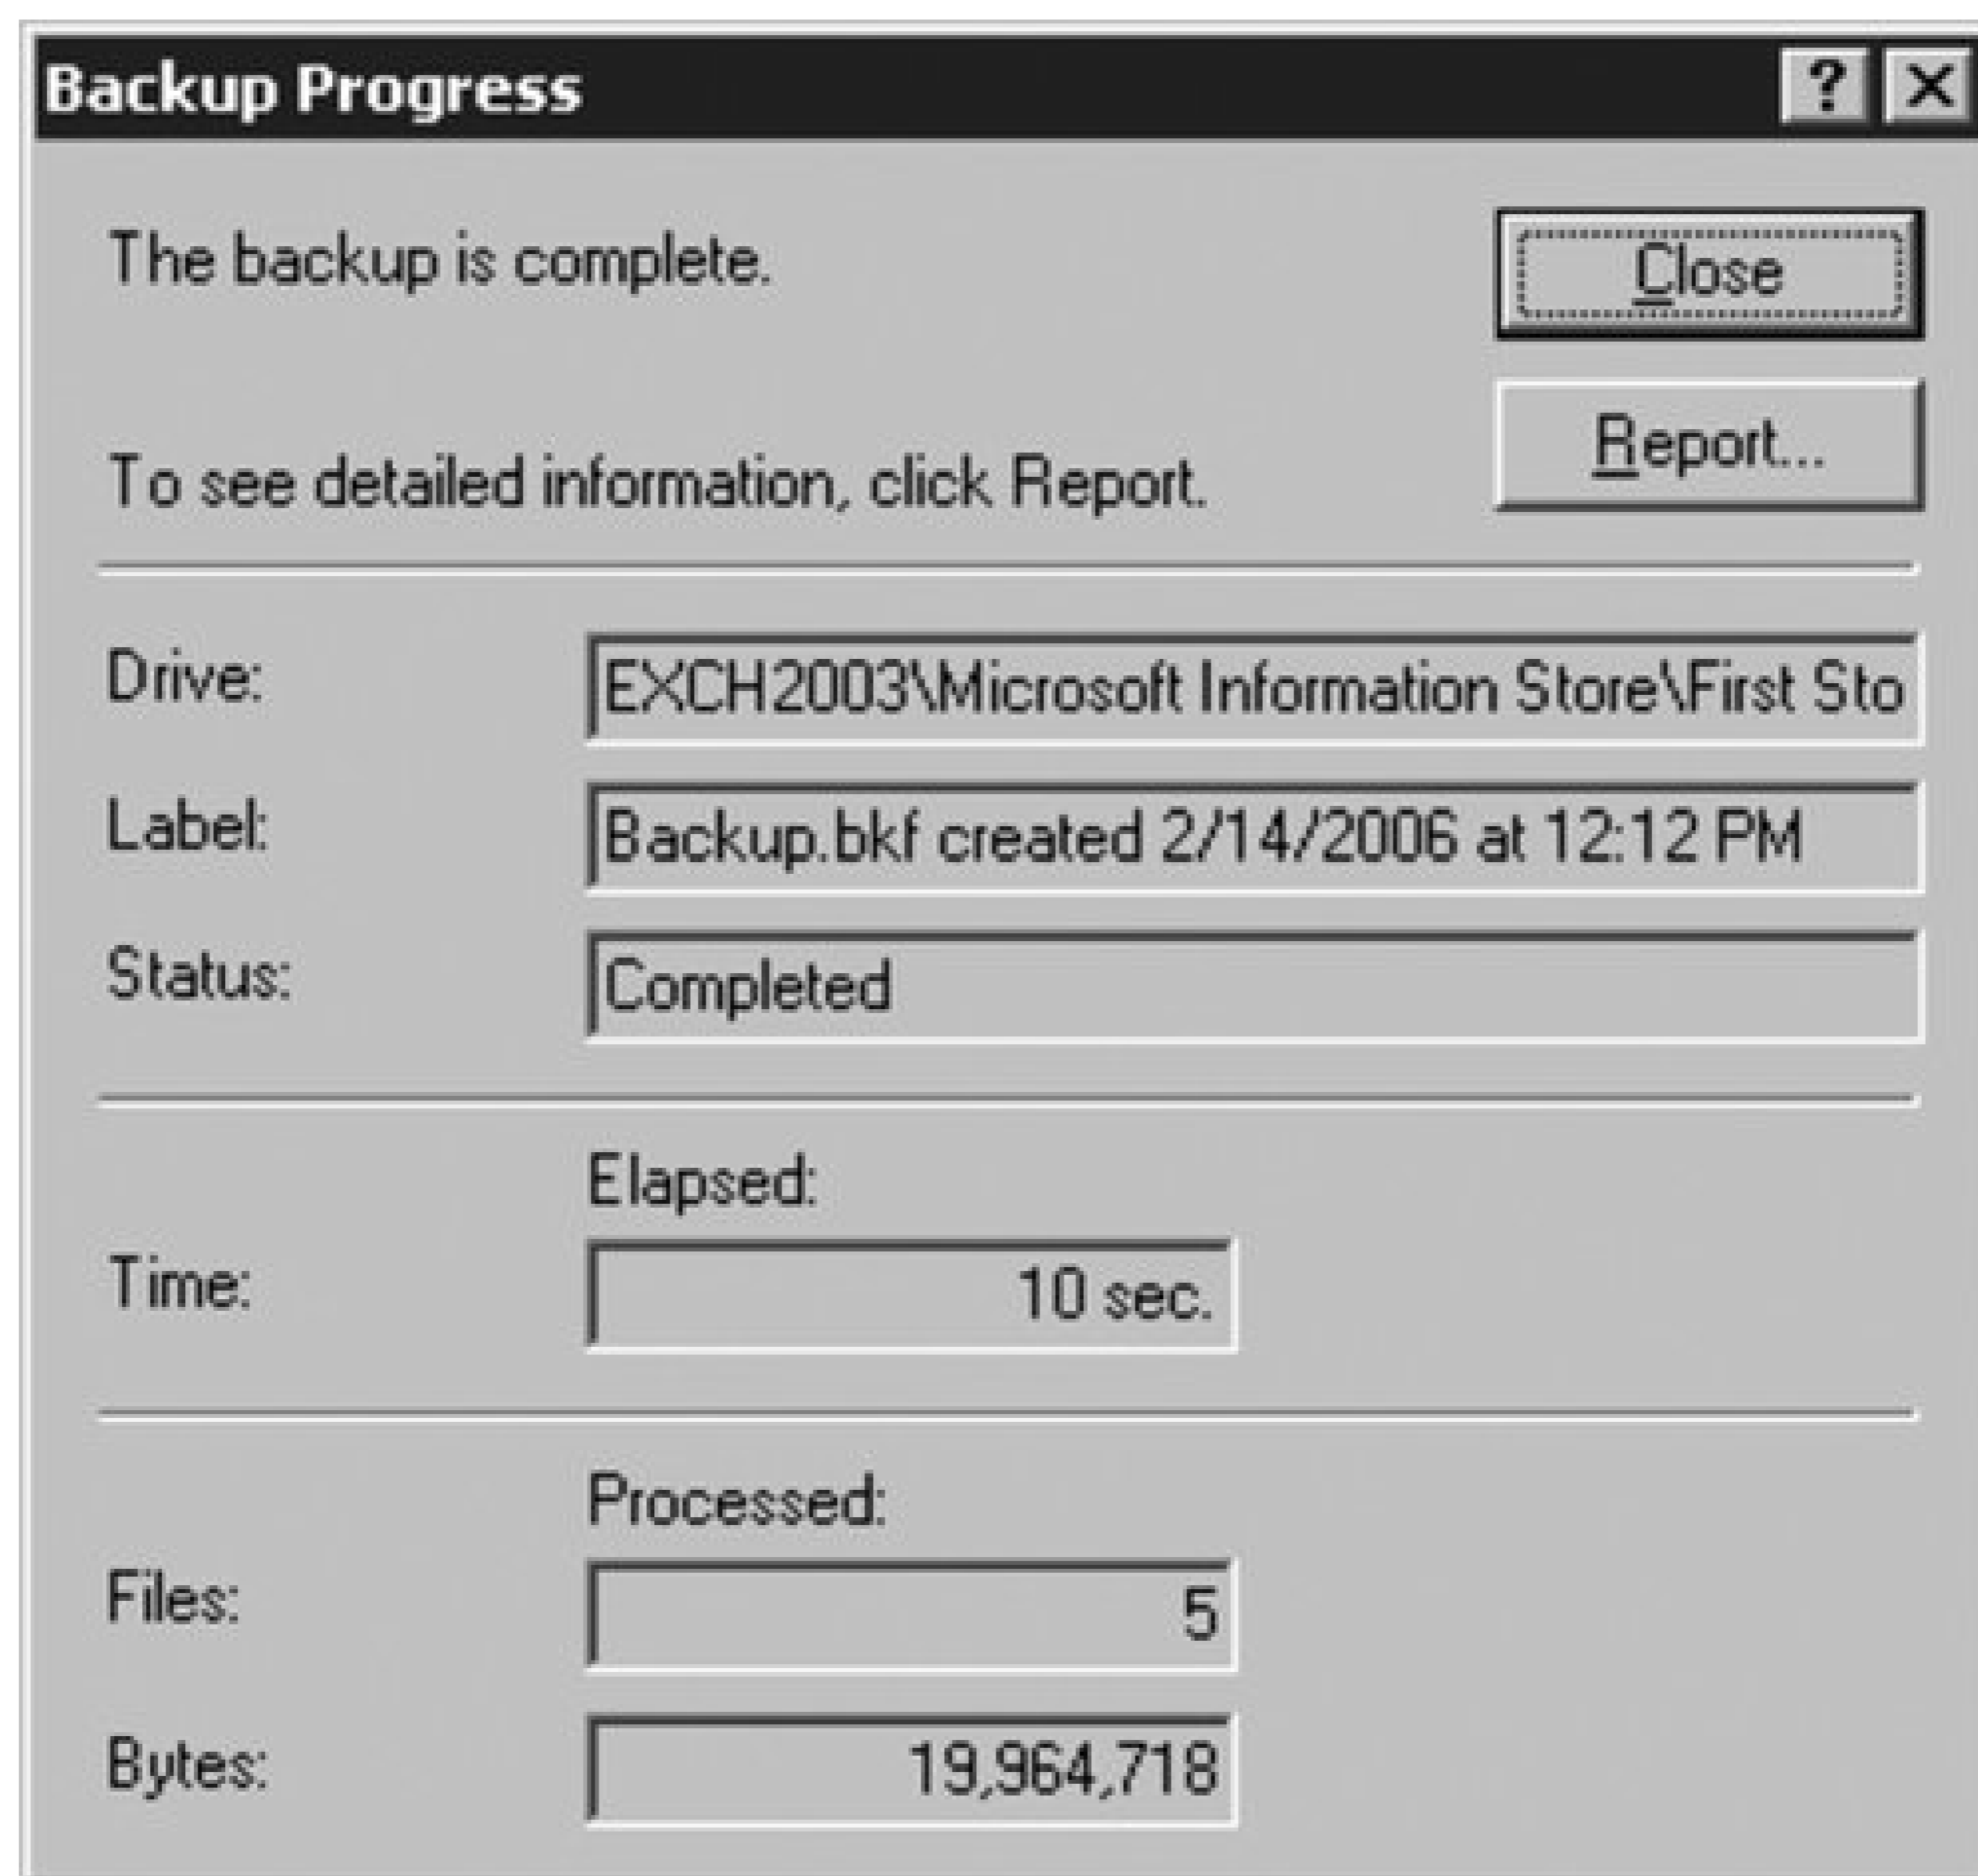 Backup Progress ? X
The backup is complete. Close
To see detailed information, click Report. Report...
Drive: EXCH2003\Microsoft Information Store\First Sto
Label: Backup.bkf created 2/14/2006 at 12:12 PM
Status: Completed
Elapsed:
Time: 10 sec.
Processed:
Files: 5
Bytes: 19,964,718